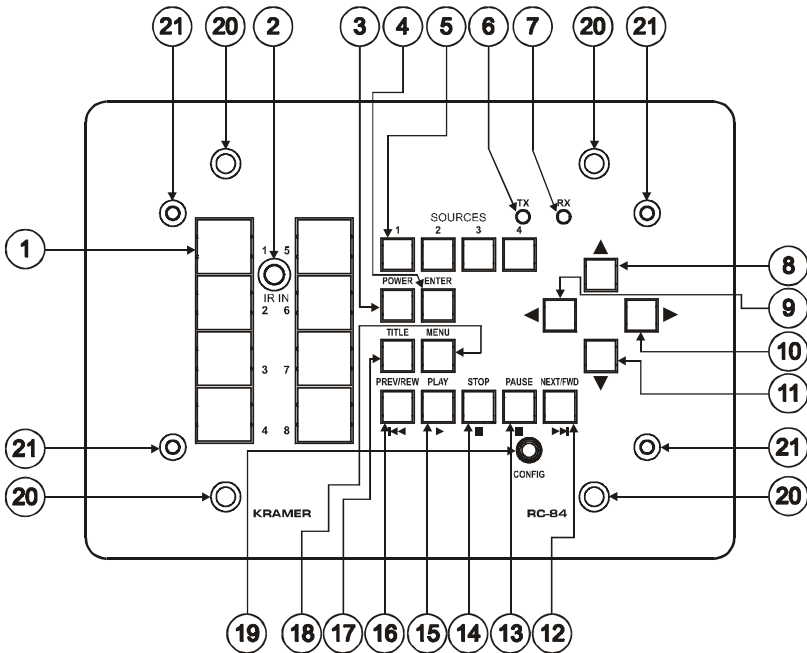 21 20 2 3 4 5 6 7 20 21
TX RX
SOURCES
1 2 3 4
1
1 5
8
POWER ENTER
IR IN
9
2 6
TITLE MENU
10
3 7
PREV/REW PLAY STOP PAUSE NEXT/FWD
11
4 8
21 21
CONFIG
20 20
KRAMER RC-84
19 18 17 16 15 14 13 12